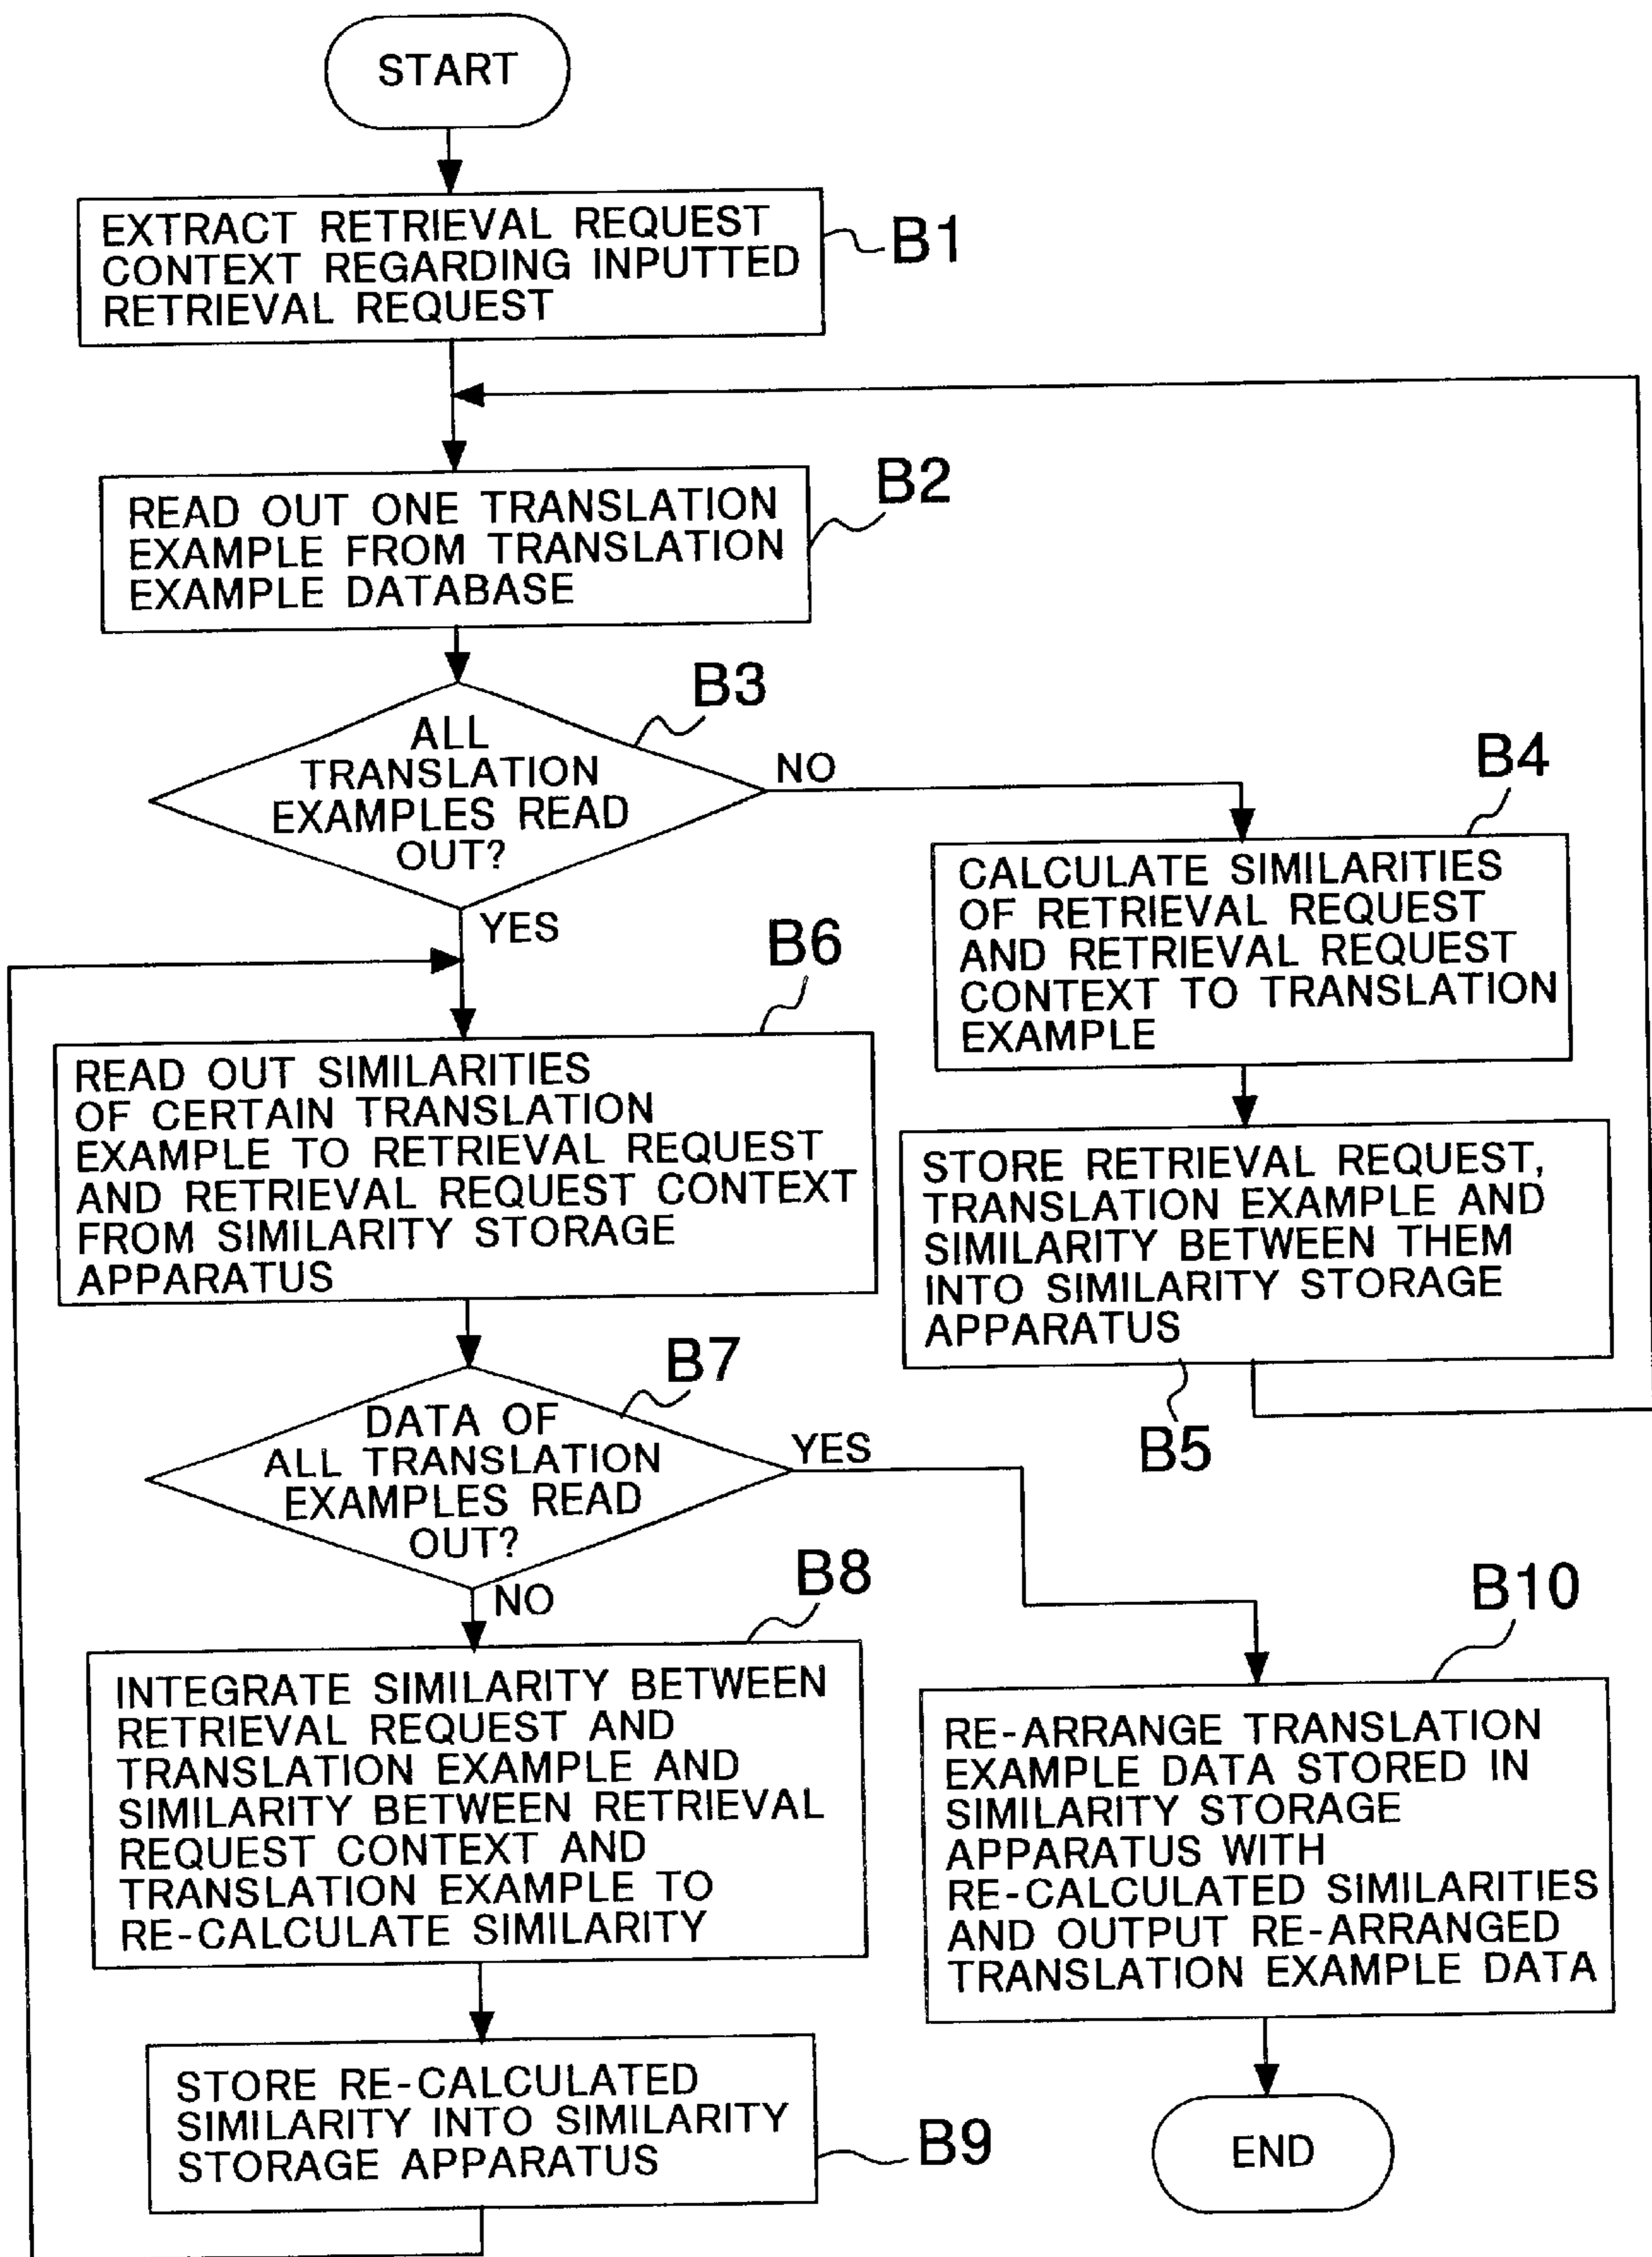 START
EXTRACT RETRIEVAL REQUEST
CONTEXT REGARDING INPUTTED
RETRIEVAL REQUEST
B1
READ OUT ONE TRANSLATION
EXAMPLE FROM TRANSLATION
EXAMPLE DATABASE
B2
ALL
TRANSLATION
EXAMPLES READ
OUT?
B3
NO
YES
CALCULATE SIMILARITIES
OF RETRIEVAL REQUEST
AND RETRIEVAL REQUEST
CONTEXT TO TRANSLATION
EXAMPLE
B4
STORE RETRIEVAL REQUEST,
TRANSLATION EXAMPLE AND
SIMILARITY BETWEEN THEM
INTO SIMILARITY STORAGE
APPARATUS
B5
READ OUT SIMILARITIES
OF CERTAIN TRANSLATION
EXAMPLE TO RETRIEVAL REQUEST
AND RETRIEVAL REQUEST CONTEXT
FROM SIMILARITY STORAGE
APPARATUS
B6
DATA OF
ALL TRANSLATION
EXAMPLES READ
OUT?
B7
YES
NO
INTEGRATE SIMILARITY BETWEEN
RETRIEVAL REQUEST AND
TRANSLATION EXAMPLE AND
SIMILARITY BETWEEN RETRIEVAL
REQUEST CONTEXT AND
TRANSLATION EXAMPLE TO
RE-CALCULATE SIMILARITY
B8
STORE RE-CALCULATED
SIMILARITY INTO SIMILARITY
STORAGE APPARATUS
B9
RE-ARRANGE TRANSLATION
EXAMPLE DATA STORED IN
SIMILARITY STORAGE
APPARATUS WITH
RE-CALCULATED SIMILARITIES
AND OUTPUT RE-ARRANGED
TRANSLATION EXAMPLE DATA
B10
END